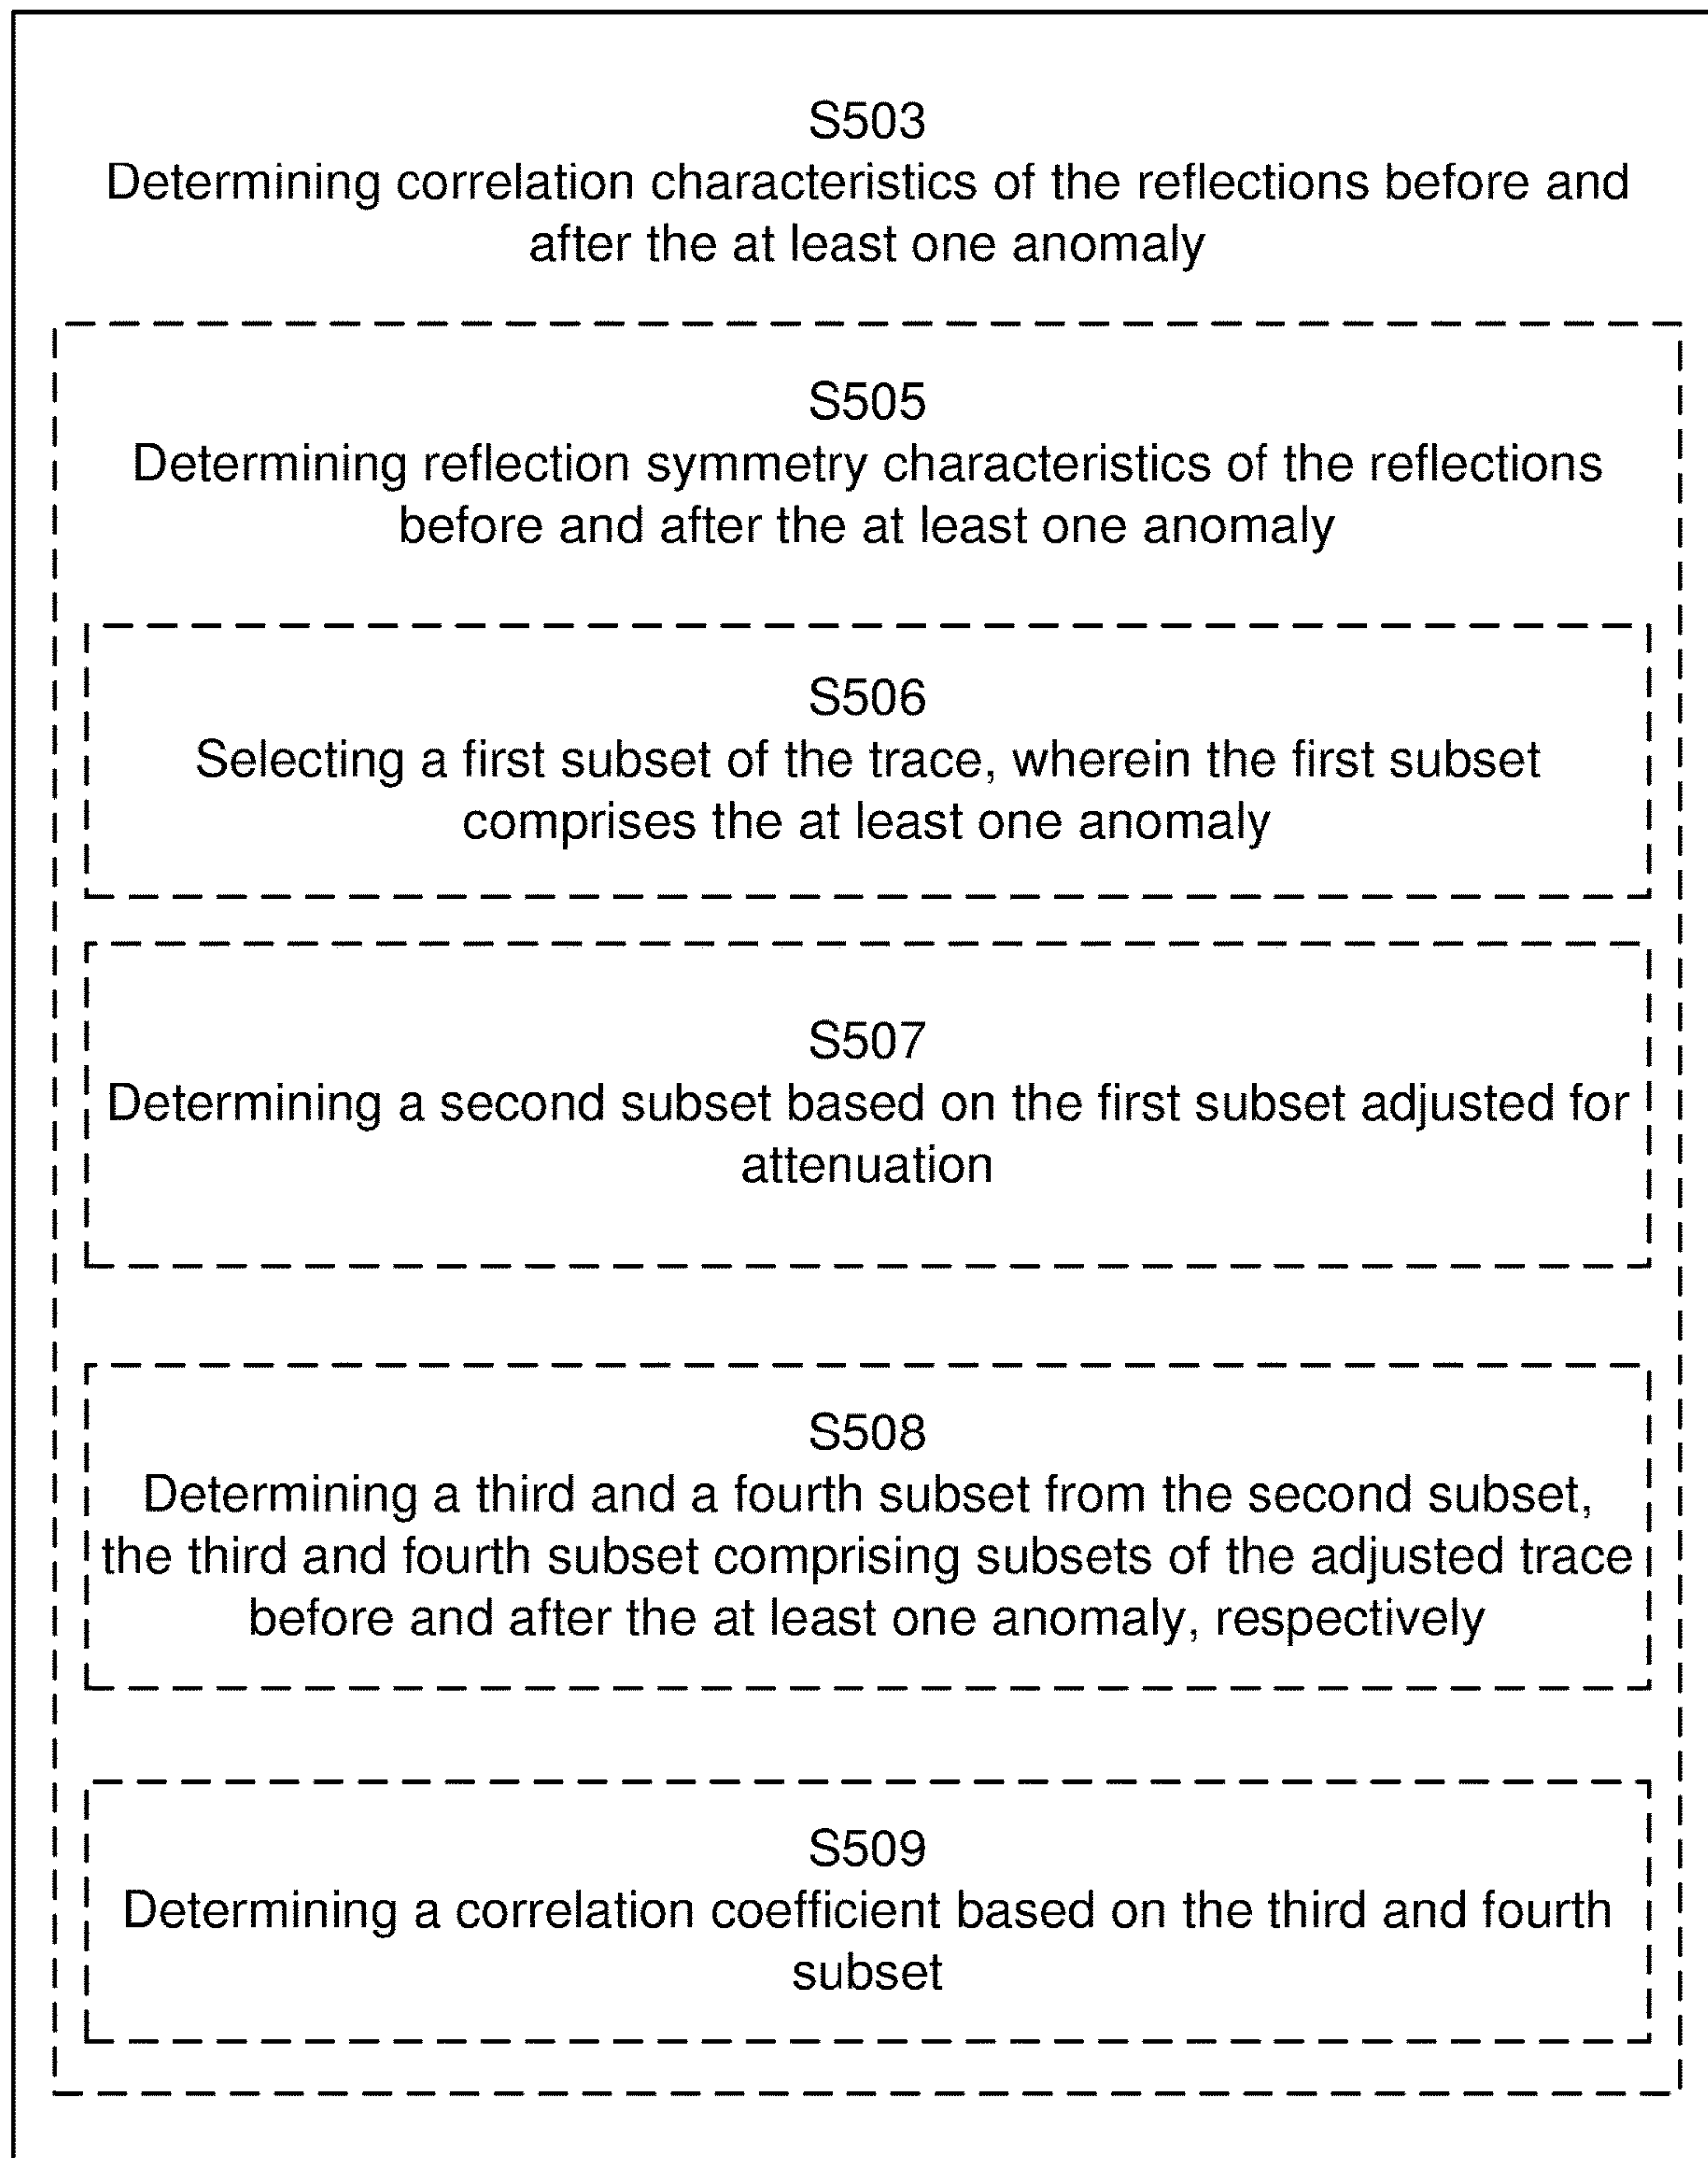 S503
Determining correlation characteristics of the reflections before and
after the at least one anomaly
S505
Determining reflection symmetry characteristics of the reflections
before and after the at least one anomaly
S506
Selecting a first subset of the trace, wherein the first subset
comprises the at least one anomaly
S507
Determining a second subset based on the first subset adjusted for
attenuation
S508
Determining a third and a fourth subset from the second subset,
the third and fourth subset comprising subsets of the adjusted trace
before and after the at least one anomaly, respectively
S509
Determining a correlation coefficient based on the third and fourth
subset